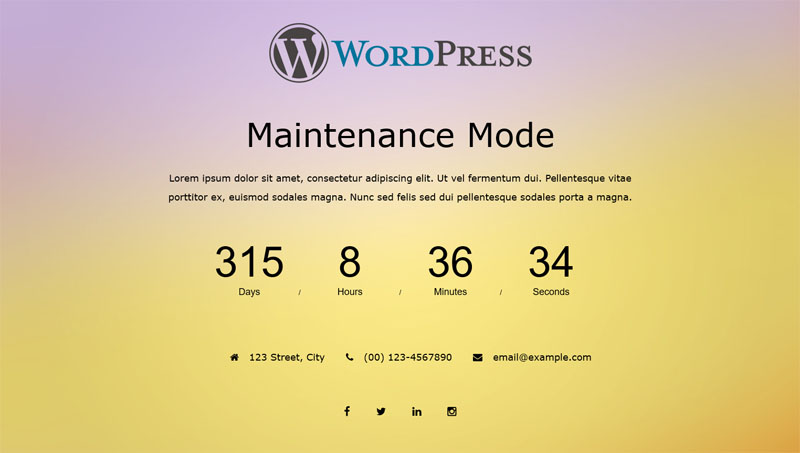 WORDPRESS
Maintenance Mode
Lorem ipsum dolor sit amet, consectetur adipiscing elit. Ut vel fermentum dui. Pellentesque vitae
porttitor ex, euismod sodales magna. Nunc sed felis sed dui pellentesque sodales porta a magna.
315 8 36 34
Days / Hours / Minutes / Seconds
123 Street, City (00) 123-4567890 email@example.com